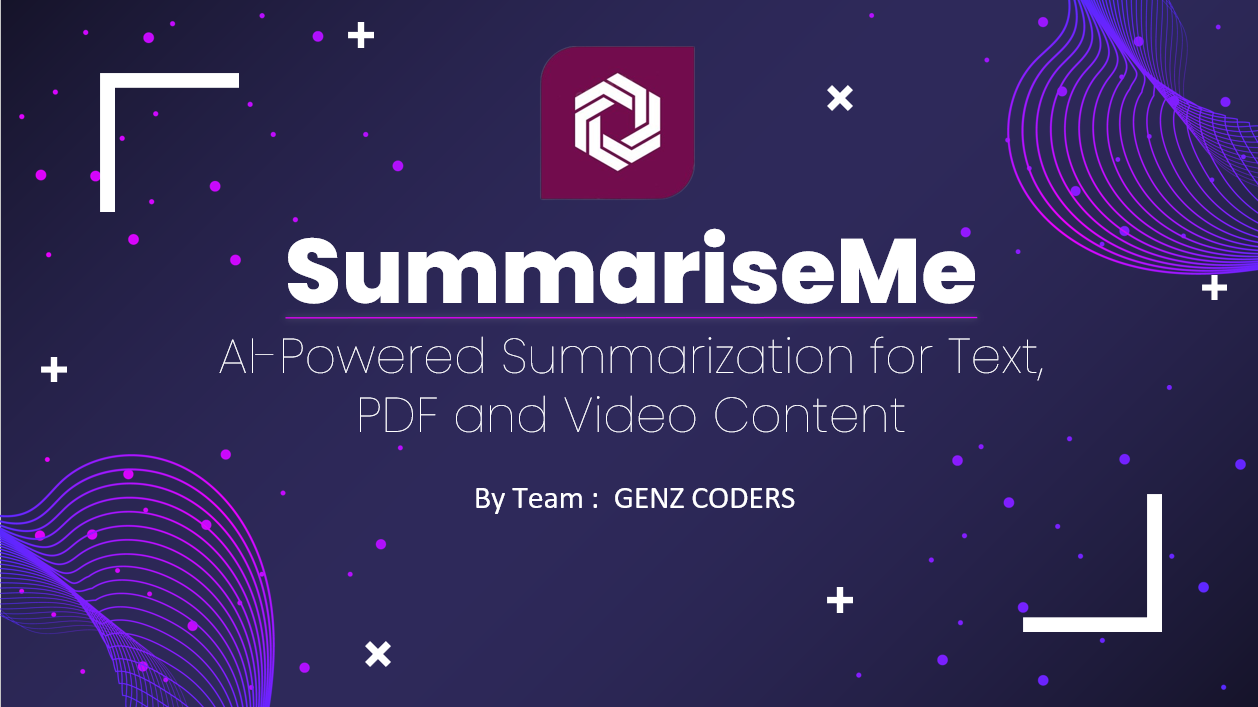 SummariseMe
AI-Powered Summarization for Text,
PDF and Video Content
By Team :  GENZ CODERS